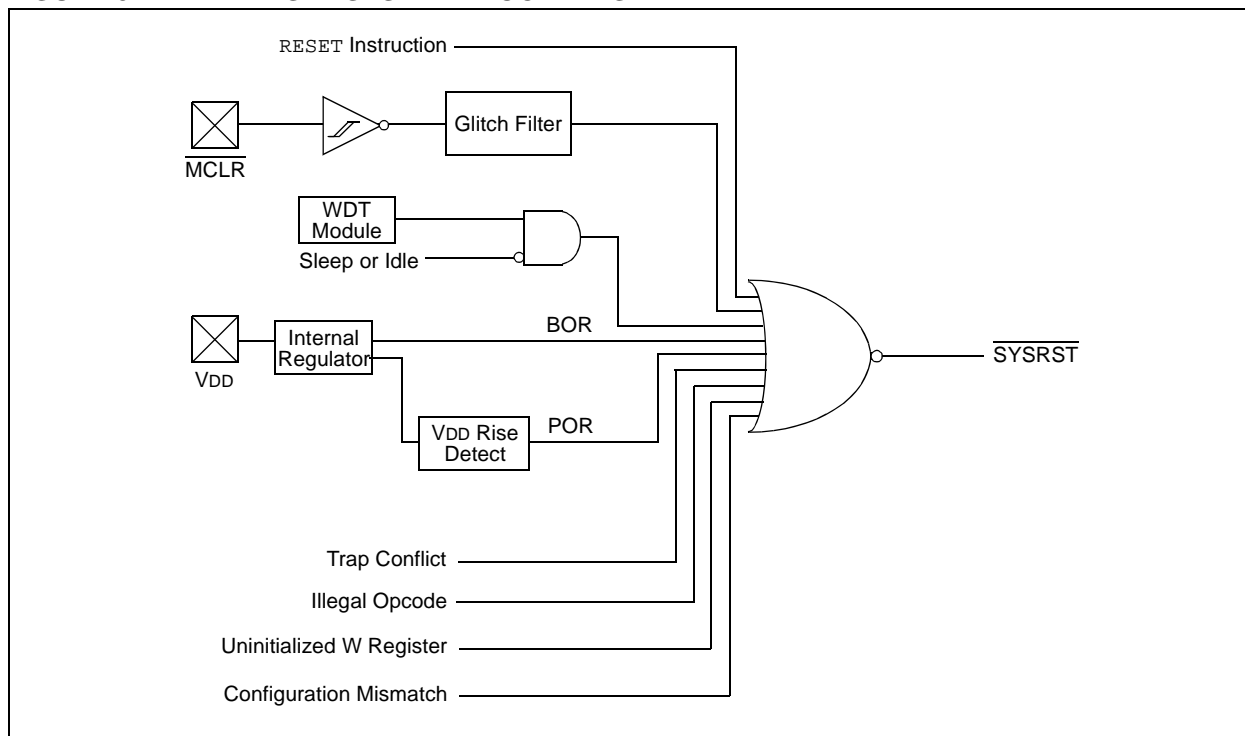 RESET Instruction
Glitch Filter
MCLR
WDT
Module
Sleep or Idle
BOR
Internal
Regulator
SYSRST
VDD
POR
VDD Rise
Detect
Trap Conflict
Illegal Opcode
Uninitialized W Register
Configuration Mismatch